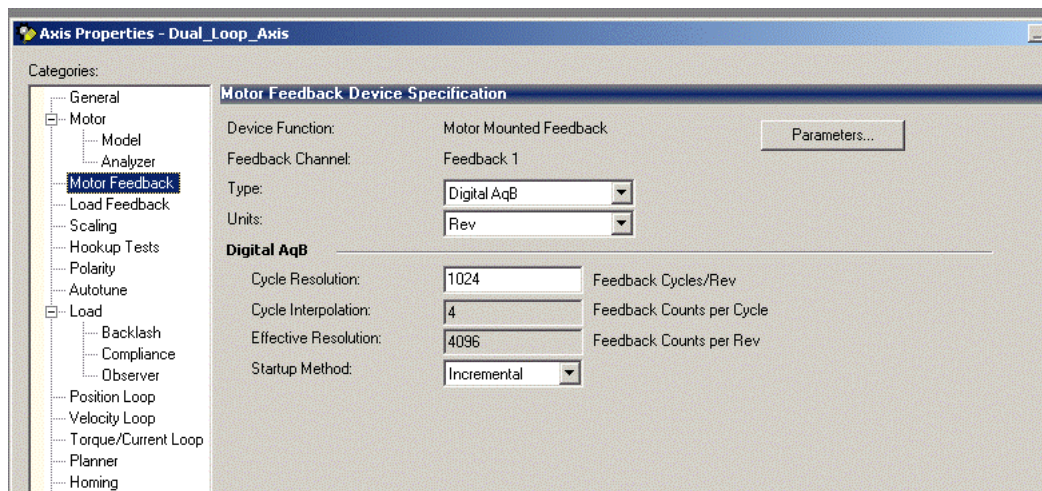 Axis Properties - Dual_Loop_Axis
Categories:
General
Motor
Model
Analyzer
Motor Feedback
Load Feedback
Scaling
Hookup Tests
Polarity
Autotune
Load
Backlash
Compliance
Observer
Position Loop
Velocity Loop
Torque/Current Loop
Planner
Homing
Motor Feedback Device Specification
Device Function: Motor Mounted Feedback Parameters...
Feedback Channel: Feedback 1
Type: Digital AqB
Units: Rev
Digital AqB
Cycle Resolution: 1024 Feedback Cycles/Rev
Cycle Interpolation: 4 Feedback Counts per Cycle
Effective Resolution: 4096 Feedback Counts per Rev
Startup Method: Incremental